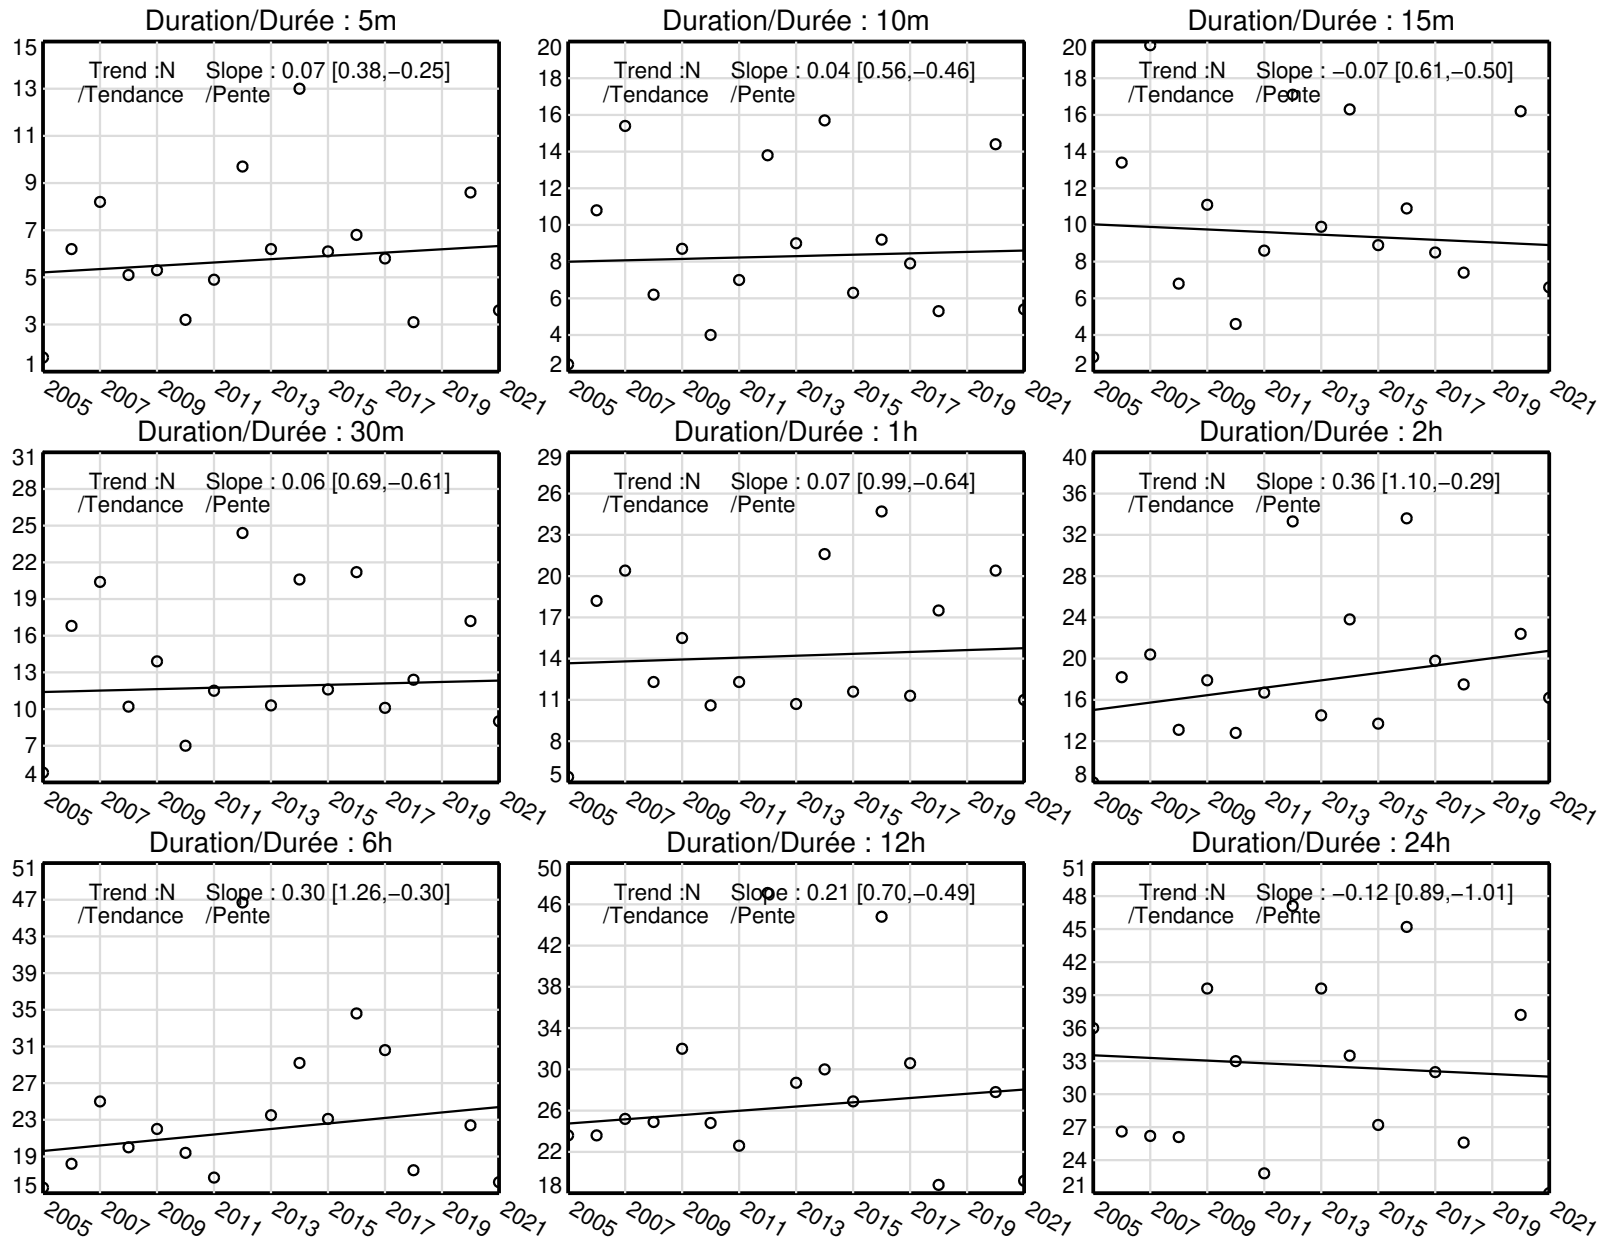 Duration/Durée : 5m
15
13
11
9
7
5
3
1
Trend :N Slope : 0.07 [0.38,−0.25]
/Tendance /Pente
2005 2007 2009 2011 2013 2015 2017 2019 2021
Duration/Durée : 10m
20
18
16
14
12
10
8
6
4
2
Trend :N Slope : 0.04 [0.56,−0.46]
/Tendance /Pente
2005 2007 2009 2011 2013 2015 2017 2019 2021
Duration/Durée : 15m
20
18
16
14
12
10
8
6
4
2
Trend :N Slope : −0.07 [0.61,−0.50]
/Tendance /Pente
2005 2007 2009 2011 2013 2015 2017 2019 2021
Duration/Durée : 30m
31
28
25
22
19
16
13
10
7
4
Trend :N Slope : 0.06 [0.69,−0.61]
/Tendance /Pente
2005 2007 2009 2011 2013 2015 2017 2019 2021
Duration/Durée : 1h
29
26
23
20
17
14
11
8
5
Trend :N Slope : 0.07 [0.99,−0.64]
/Tendance /Pente
2005 2007 2009 2011 2013 2015 2017 2019 2021
Duration/Durée : 2h
40
36
32
28
24
20
16
12
8
Trend :N Slope : 0.36 [1.10,−0.29]
/Tendance /Pente
2005 2007 2009 2011 2013 2015 2017 2019 2021
Duration/Durée : 6h
51
47
43
39
35
31
27
23
19
15
Trend :N Slope : 0.30 [1.26,−0.30]
/Tendance /Pente
2005 2007 2009 2011 2013 2015 2017 2019 2021
Duration/Durée : 12h
50
46
42
38
34
30
26
22
18
Trend :N Slope : 0.21 [0.70,−0.49]
/Tendance /Pente
2005 2007 2009 2011 2013 2015 2017 2019 2021
Duration/Durée : 24h
51
48
45
42
39
36
33
30
27
24
21
Trend :N Slope : −0.12 [0.89,−1.01]
/Tendance /Pente
2005 2007 2009 2011 2013 2015 2017 2019 2021